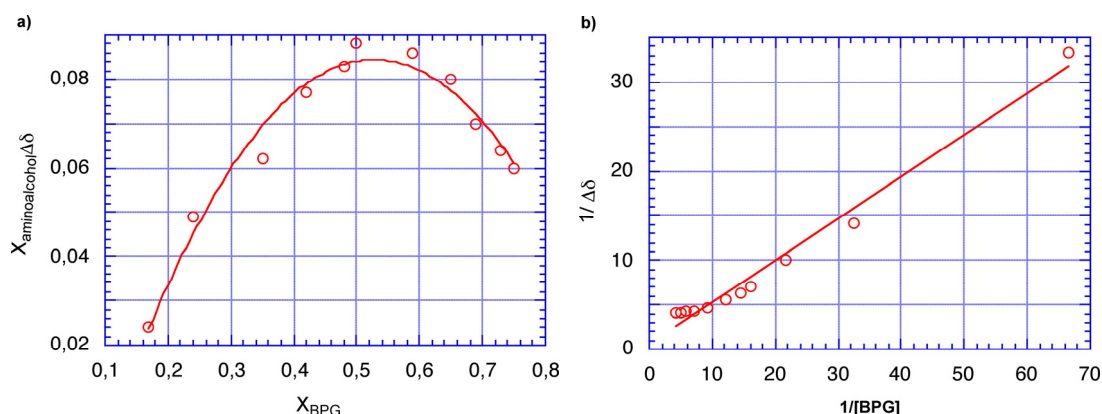 a)
X_aminoalcohol/Δδ
0,08
0,06
0,04
0,02
0,1 0,2 0,3 0,4 0,5 0,6 0,7 0,8
X_BPG
b)
1/ Δδ
30
20
10
0
0 10 20 30 40 50 60 70
1/[BPG]